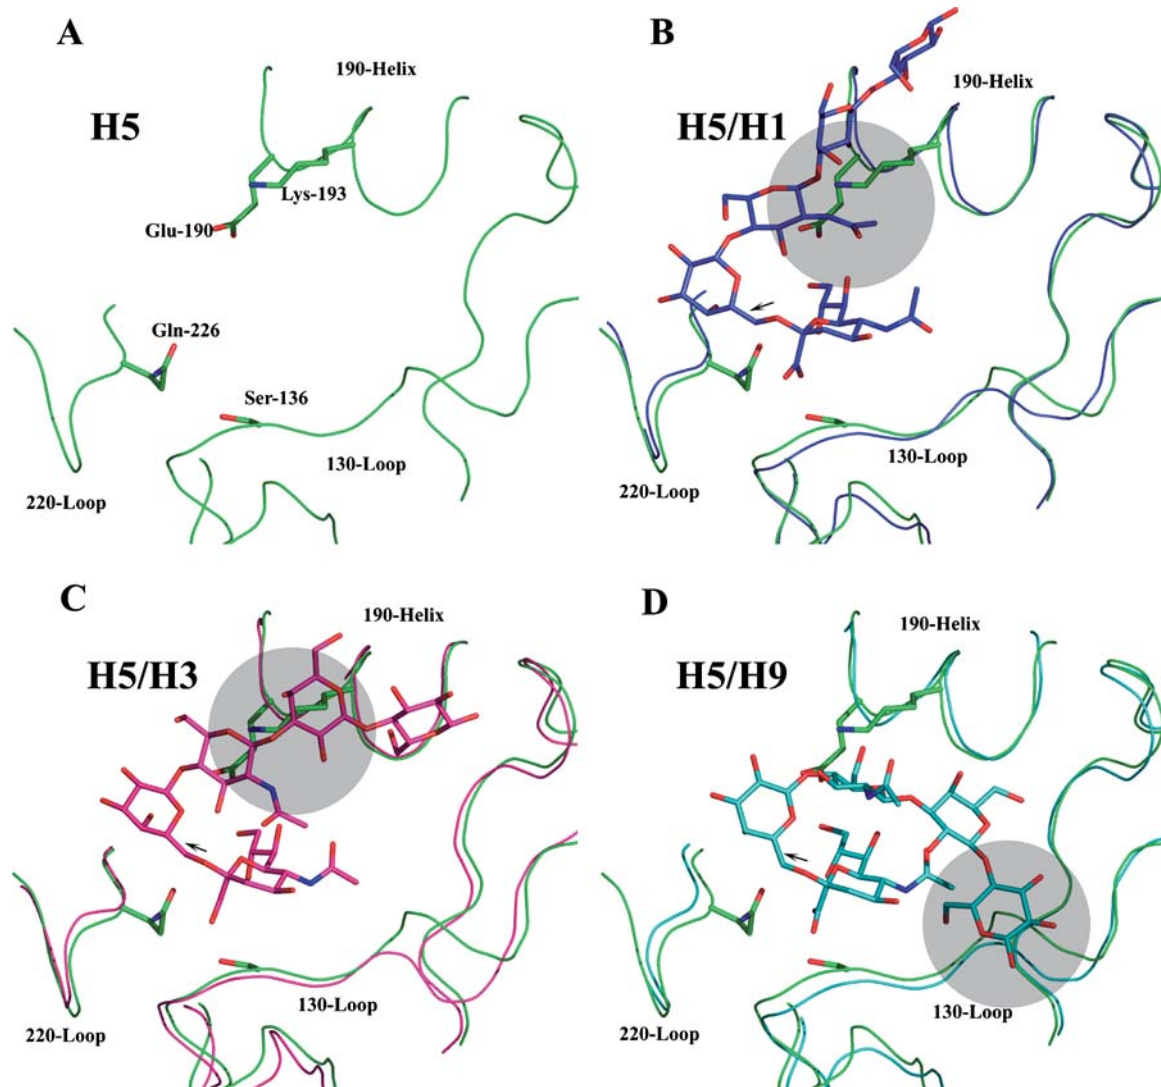 A
190-Helix
H5
Lys-193
Glu-190
Gln-226
Ser-136
130-Loop
220-Loop
B
190-Helix
H5/H1
130-Loop
220-Loop
C
190-Helix
H5/H3
130-Loop
220-Loop
D
190-Helix
H5/H9
130-Loop
220-Loop